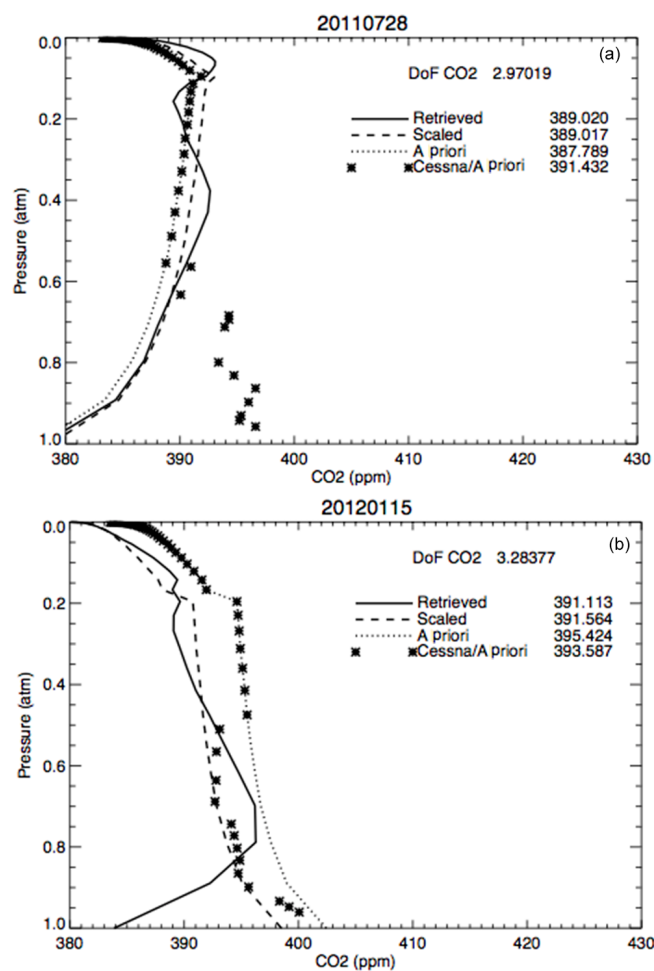 20110728
(a)
DoF CO2 2.97019
Retrieved 389.020
Scaled 389.017
A priori 387.789
Cessna/A priori 391.432
Pressure (atm)
0.0
0.2
0.4
0.6
0.8
1.0
380 390 400 410 420 430
CO2 (ppm)
20120115
(b)
DoF CO2 3.28377
Retrieved 391.113
Scaled 391.564
A priori 395.424
Cessna/A priori 393.587
Pressure (atm)
0.0
0.2
0.4
0.6
0.8
1.0
380 390 400 410 420 430
CO2 (ppm)